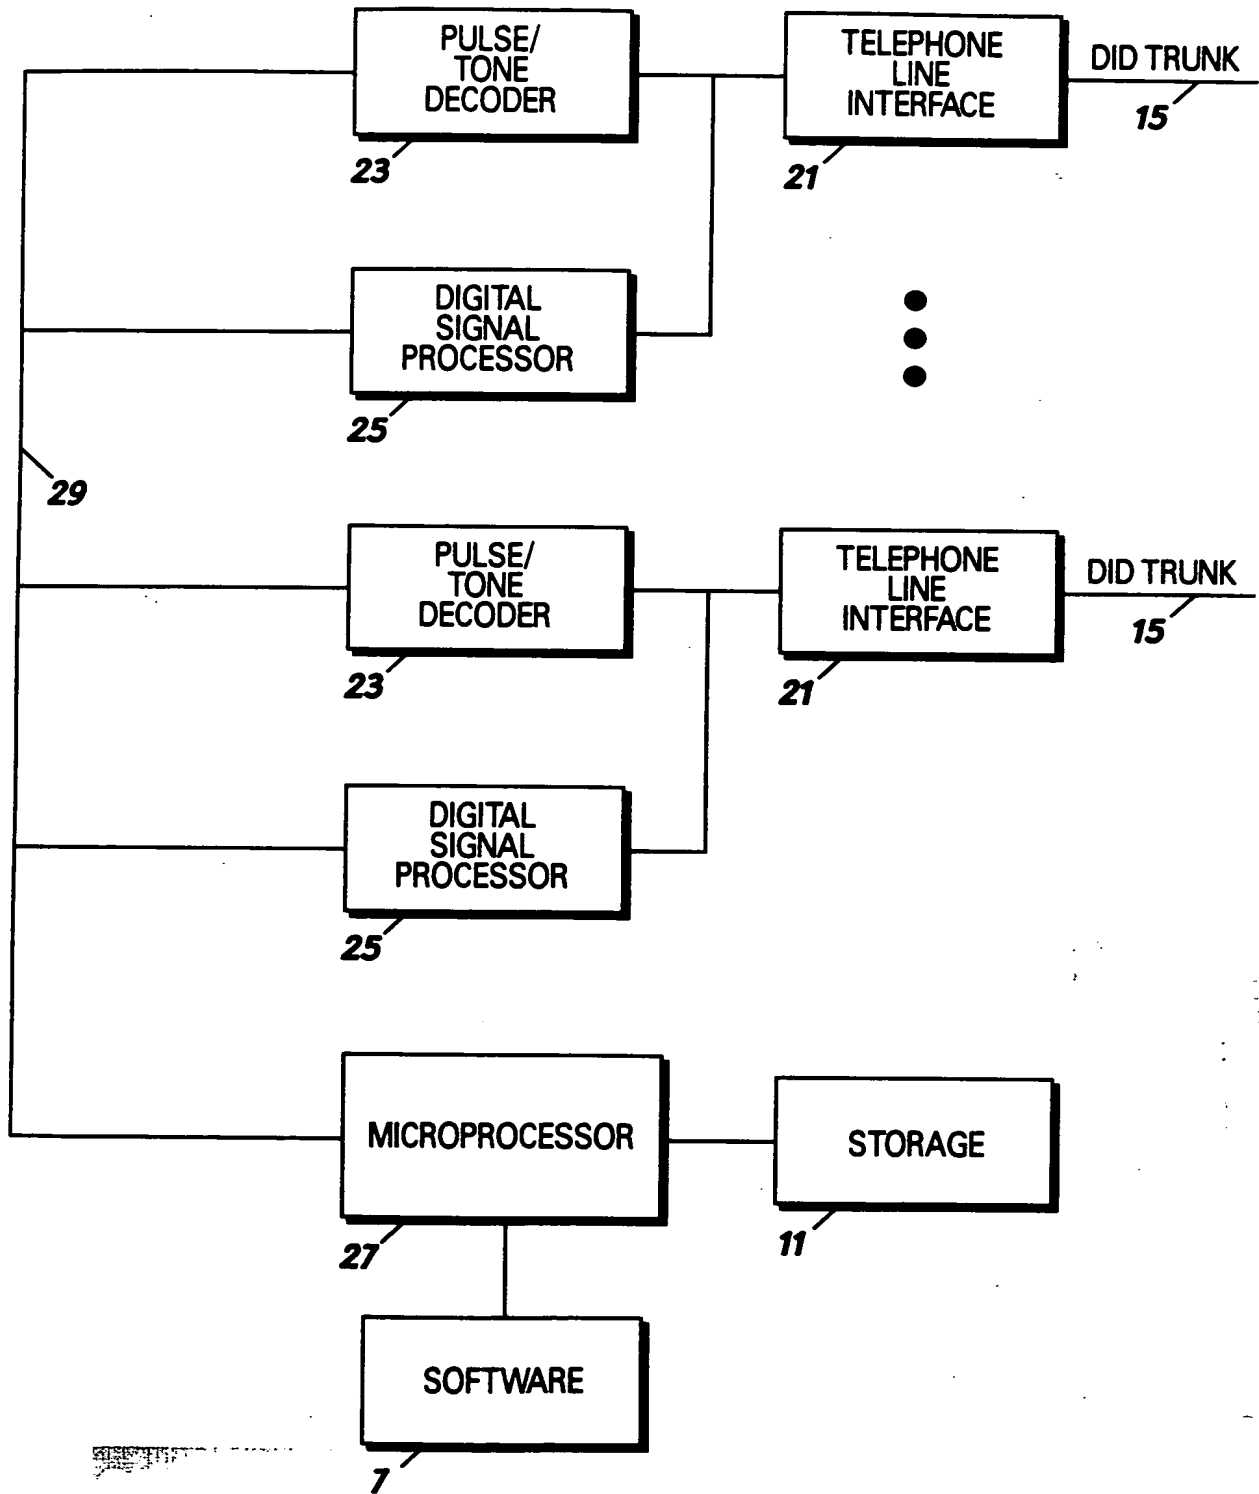 PULSE/
TONE
DECODER
23
TELEPHONE
LINE
INTERFACE
21
DID TRUNK
15
DIGITAL
SIGNAL
PROCESSOR
25
29
PULSE/
TONE
DECODER
23
TELEPHONE
LINE
INTERFACE
21
DID TRUNK
15
DIGITAL
SIGNAL
PROCESSOR
25
MICROPROCESSOR
27
STORAGE
11
SOFTWARE
7